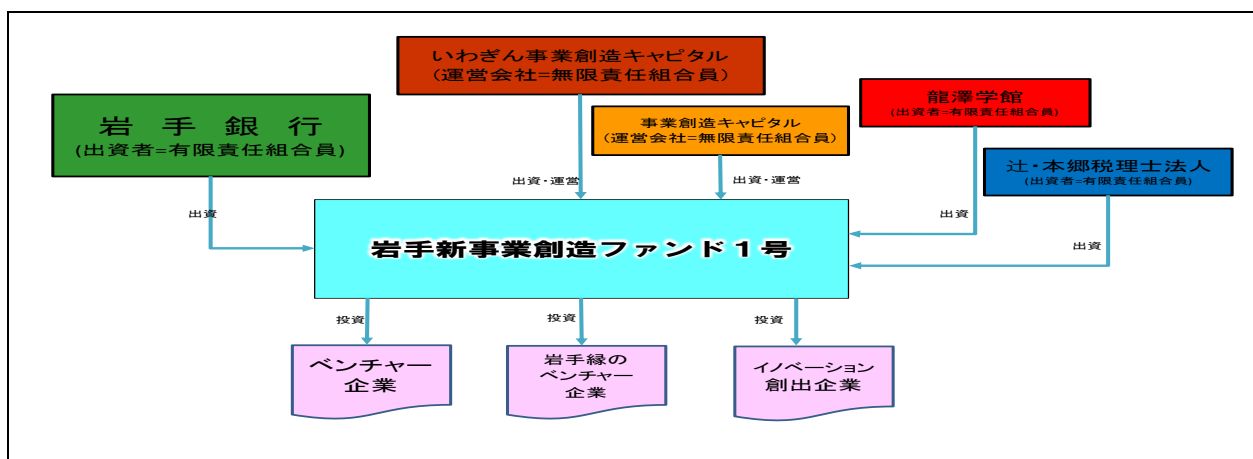 いわぎん事業創造キャピタル
(運営会社=無限責任組合員)
岩手銀行
(出資者=有限責任組合員)
事業創造キャピタル
(運営会社=無限責任組合員)
龍澤学館
(出資者=有限責任組合員)
辻・本郷税理士法人
(出資者=有限責任組合員)
出資・運営
出資・運営
出資
出資
出資
岩手新事業創造ファンド1号
投資
投資
投資
ベンチャー
企業
岩手縁の
ベンチャー
企業
イノベーション
創出企業